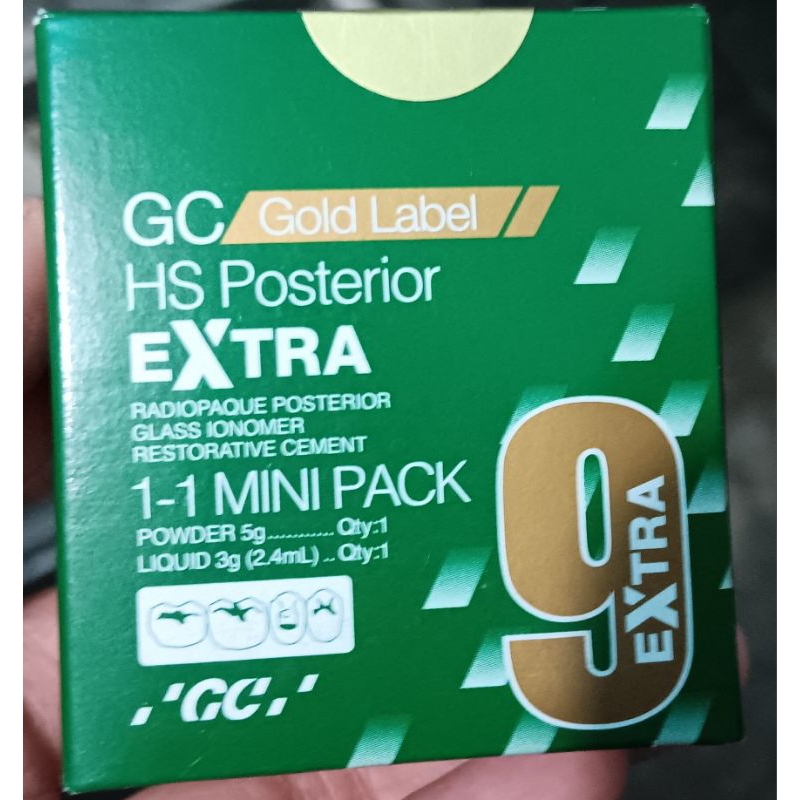 GC Gold Label
HS Posterior
EXTRA
RADIOPAQUE POSTERIOR
GLASS IONOMER
RESTORATIVE CEMENT
1-1 MINI PACK
POWDER 5g........... Qty:1
LIQUID 3g (2.4mL) .. Qty:1
9
EXTRA
GC